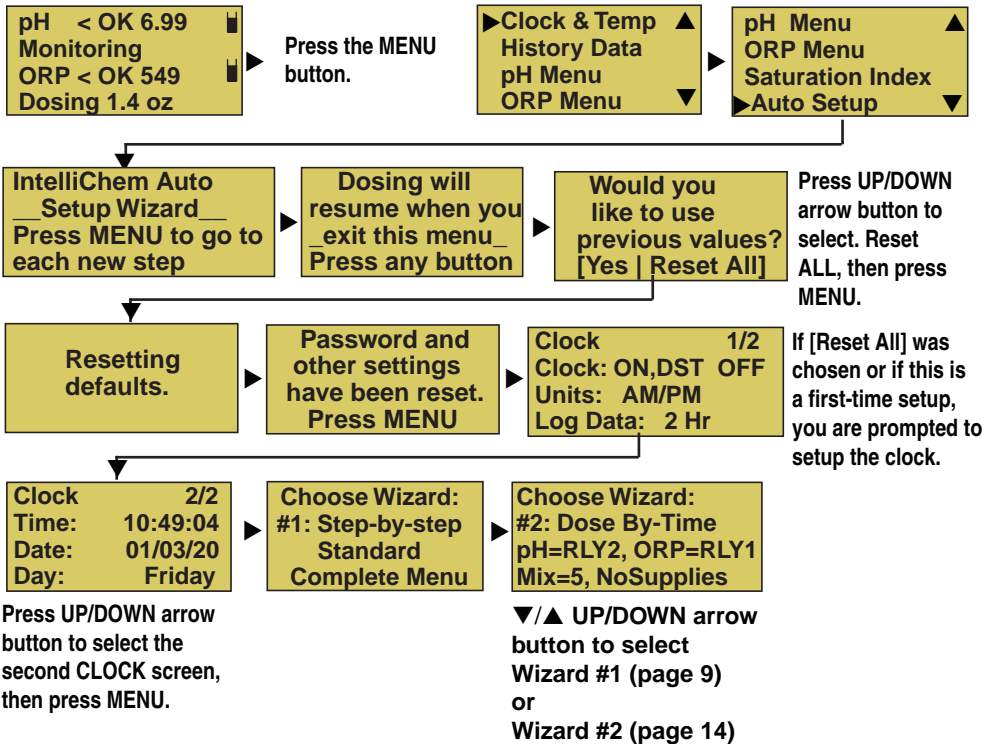 pH < OK 6.99
Monitoring
ORP < OK 549
Dosing 1.4 oz
Press the MENU
button.
▶Clock & Temp ▲
History Data
pH Menu
ORP Menu ▼
pH Menu ▲
ORP Menu
Saturation Index
▶Auto Setup ▼
IntelliChem Auto
__Setup Wizard__
Press MENU to go to
each new step
Dosing will
resume when you
_exit this menu_
Press any button
Would you
like to use
previous values?
[Yes | Reset All]
Press UP/DOWN
arrow button to
select. Reset
ALL, then press
MENU.
Resetting
defaults.
Password and
other settings
have been reset.
Press MENU
Clock 1/2
Clock: ON,DST OFF
Units: AM/PM
Log Data: 2 Hr
If [Reset All] was
chosen or if this is
a first-time setup,
you are prompted to
setup the clock.
Clock 2/2
Time: 10:49:04
Date: 01/03/20
Day: Friday
Press UP/DOWN arrow
button to select the
second CLOCK screen,
then press MENU.
Choose Wizard:
#1: Step-by-step
Standard
Complete Menu
Choose Wizard:
#2: Dose By-Time
pH=RLY2, ORP=RLY1
Mix=5, NoSupplies
▼/▲ UP/DOWN arrow
button to select
Wizard #1 (page 9)
or
Wizard #2 (page 14)